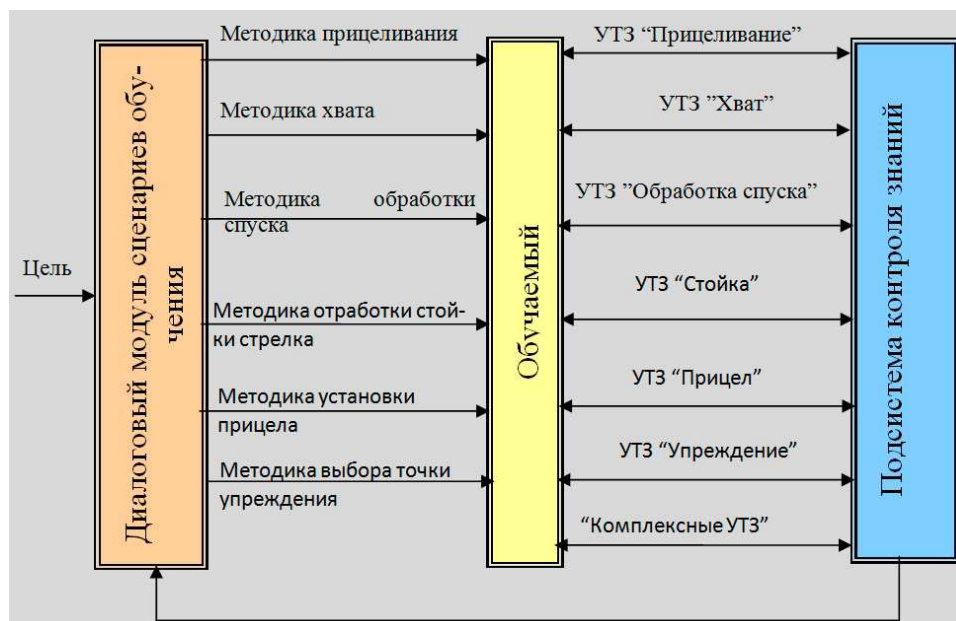 Цель
Диалоговый модуль сценариев обу-
чения
Методика прицеливания
Методика хвата
Методика обработки
спуска
Методика отработки стой-
ки стрелка
Методика установки
прицела
Методика выбора точки
упреждения
Обучаемый
УТЗ “Прицеливание”
УТЗ ”Хват”
УТЗ ”Обработка спуска”
УТЗ “Стойка”
УТЗ “Прицел”
УТЗ “Упреждение”
“Комплексные УТЗ”
Подсистема контроля знаний